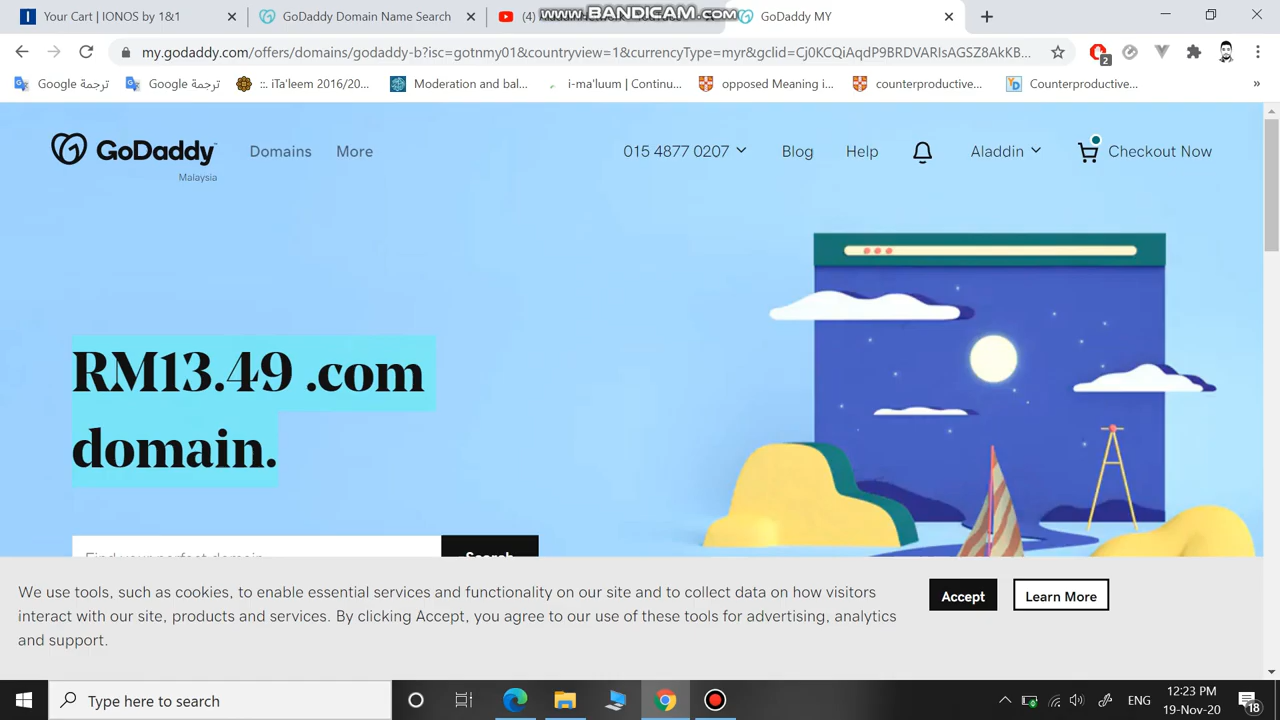 Your Cart | IONOS by 1&1
GoDaddy Domain Name Search
(4)
www.BANDICAM.com
GoDaddy MY
my.godaddy.com/offers/domains/godaddy-b?isc=gotnmy01&countryview=1&currencyType=myr&gclid=Cj0KCQiAqdP9BRDVARIsAGSZ8AkKB...
2
ترجمة Google
ترجمة Google
.:: iTa'leem 2016/20...
Moderation and bal...
i-ma'luum | Continu...
opposed Meaning i...
counterproductive...
Counterproductive...
GoDaddy
Malaysia
Domains
More
015 4877 0207
Blog
Help
Aladdin
Checkout Now
RM13.49 .com
domain.
Find your perfect domain
Search
We use tools, such as cookies, to enable essential services and functionality on our site and to collect data on how visitors
interact with our site, products and services. By clicking Accept, you agree to our use of these tools for advertising, analytics
and support.
Accept
Learn More
Type here to search
ENG
12:23 PM
19-Nov-20
18